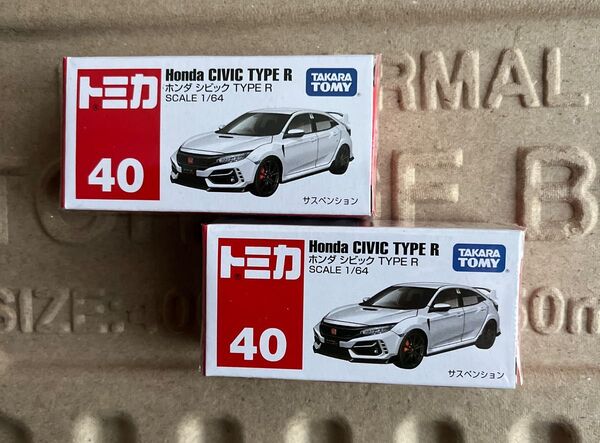 トミカ
40
Honda CIVIC TYPE R
ホンダ シビック TYPE R
SCALE 1/64
TAKARA
TOMY
サスペンション
RMAL
トミカ
40
Honda CIVIC TYPE R
ホンダ シビック TYPE R
SCALE 1/64
TAKARA
TOMY
サスペンション
SIZE: